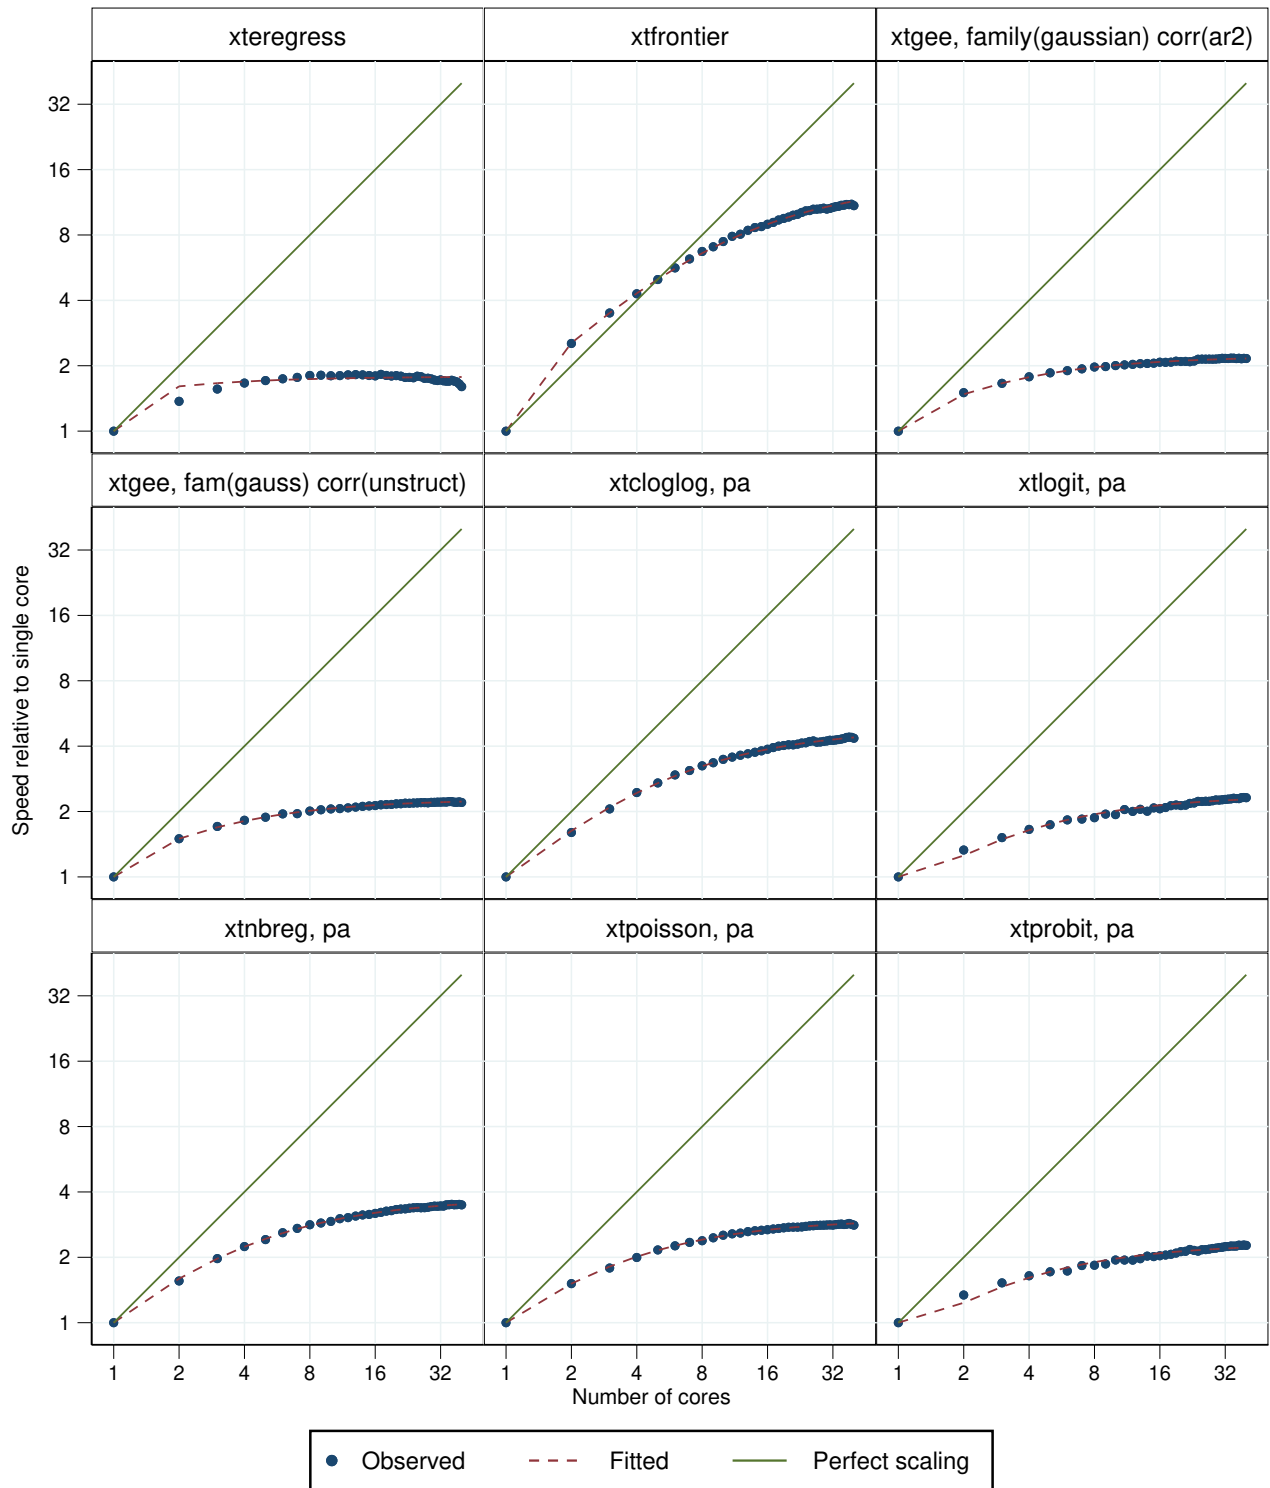 xteregress
xtfrontier
xtgee, family(gaussian) corr(ar2)
32
16
8
4
2
1
xtgee, fam(gauss) corr(unstruct)
xtcloglog, pa
xtlogit, pa
32
16
8
4
2
1
Speed relative to single core
xtnbreg, pa
xtpoisson, pa
xtprobit, pa
32
16
8
4
2
1
1 2 4 8 16 32
1 2 4 8 16 32
1 2 4 8 16 32
Number of cores
Observed Fitted Perfect scaling